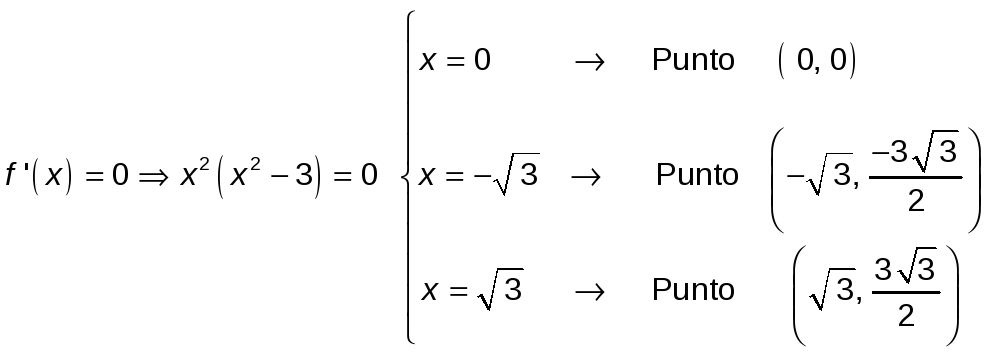 x = 0 → Punto ( 0, 0)
f '( x ) = 0 ⇒ x² ( x² − 3) = 0 { x = −√3 → Punto ( −√3, −3√3 / 2 )
x = √3 → Punto ( √3, 3√3 / 2 )